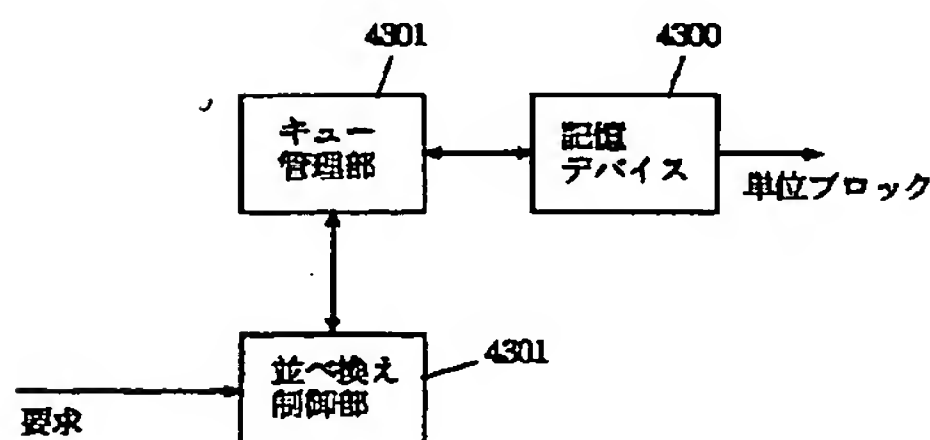 4301
4300
キュー
管理部
記憶
デバイス
単位ブロック
並べ換え
制御部
4301
要求